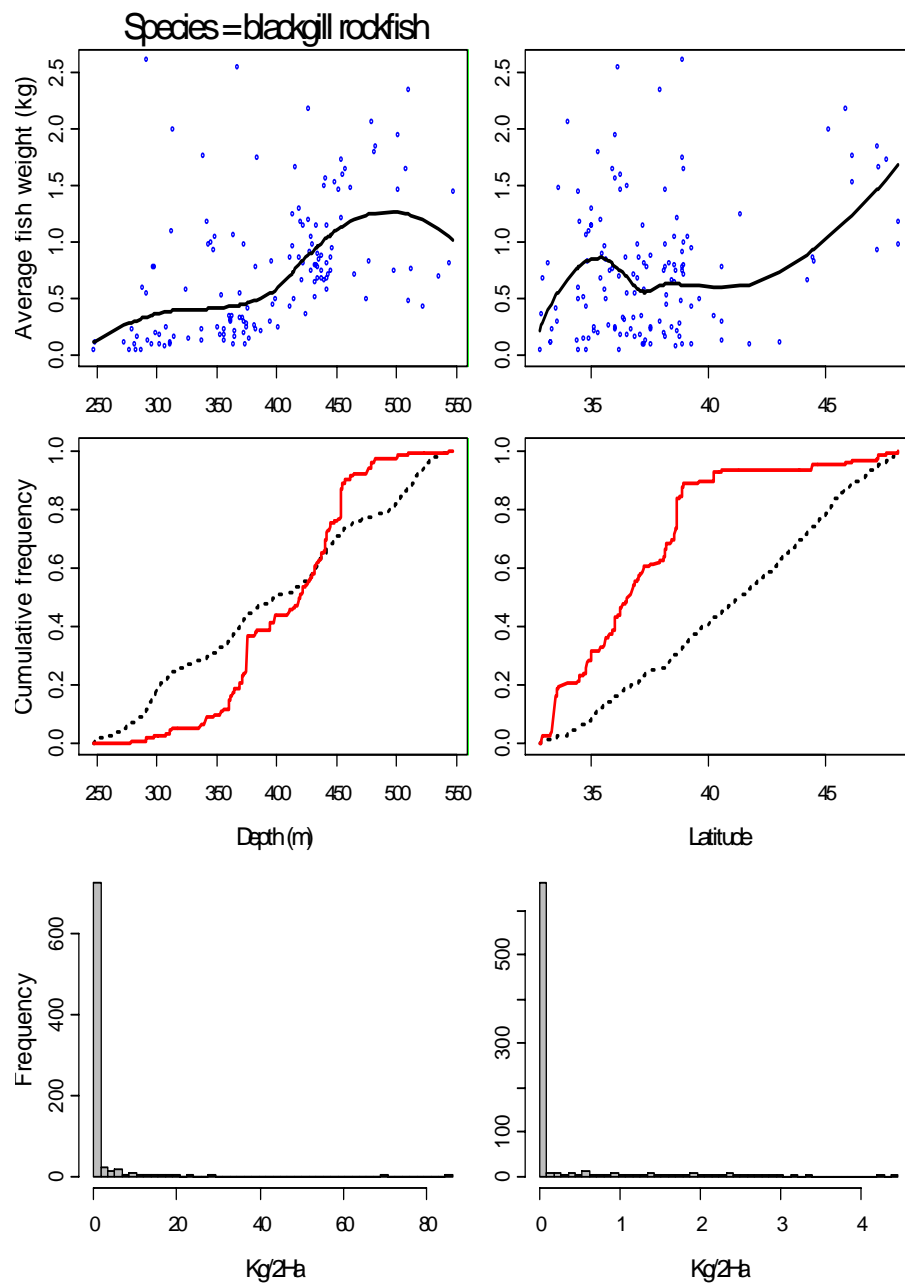 Species = blackgill rockfish
Average fish weight (kg)
0.0 0.5 1.0 1.5 2.0 2.5
250 300 350 400 450 500 550
0.0 0.5 1.0 1.5 2.0 2.5
35 40 45
Cumulative frequency
0.0 0.2 0.4 0.6 0.8 1.0
250 300 350 400 450 500 550
Depth (m)
0.0 0.2 0.4 0.6 0.8 1.0
35 40 45
Latitude
Frequency
0 200 400 600
0 20 40 60 80
Kg/2Ha
0 100 300 500
0 1 2 3 4
Kg/2Ha